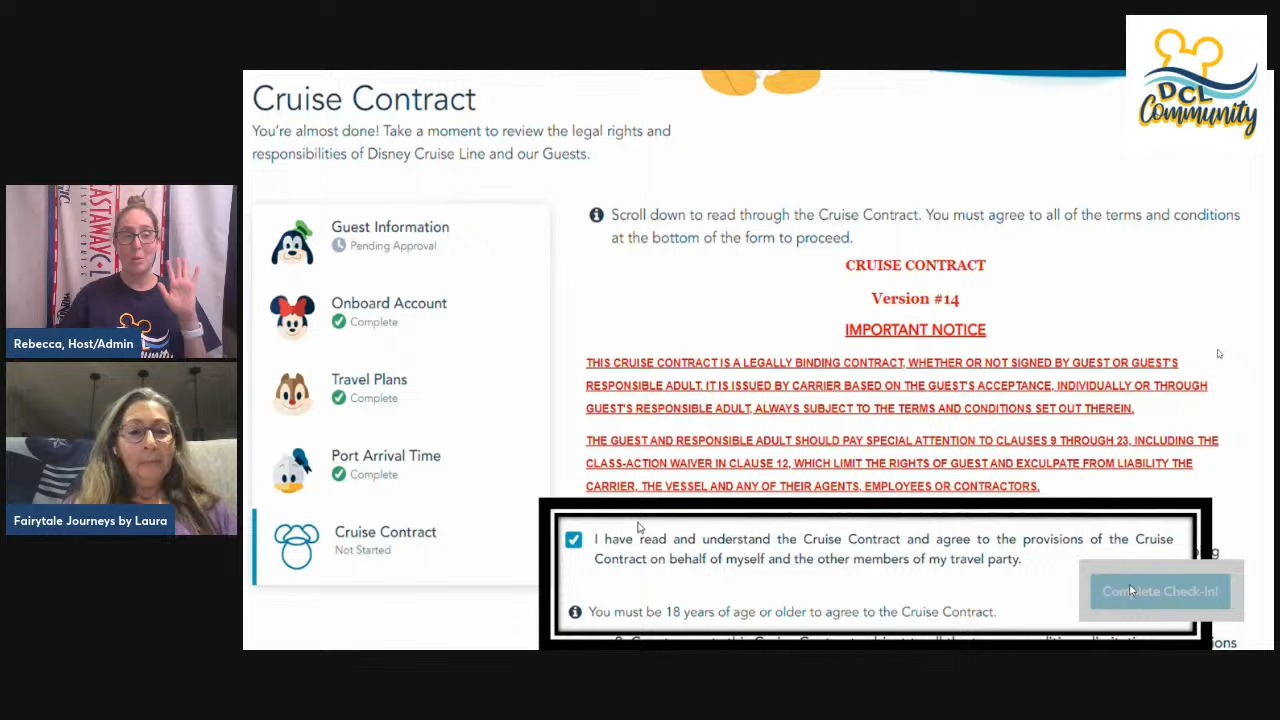 DCL
Community
Cruise Contract
You're almost done! Take a moment to review the legal rights and
responsibilities of Disney Cruise Line and our Guests.
Guest Information
Pending Approval
Onboard Account
Complete
Travel Plans
Complete
Port Arrival Time
Complete
Cruise Contract
Not Started
Scroll down to read through the Cruise Contract. You must agree to all of the terms and conditions
at the bottom of the form to proceed.
CRUISE CONTRACT
Version #14
IMPORTANT NOTICE
THIS CRUISE CONTRACT IS A LEGALLY BINDING CONTRACT, WHETHER OR NOT SIGNED BY GUEST OR GUEST'S
RESPONSIBLE ADULT. IT IS ISSUED BY CARRIER BASED ON THE GUEST'S ACCEPTANCE, INDIVIDUALLY OR THROUGH
GUEST'S RESPONSIBLE ADULT, ALWAYS SUBJECT TO THE TERMS AND CONDITIONS SET OUT THEREIN.
THE GUEST AND RESPONSIBLE ADULT SHOULD PAY SPECIAL ATTENTION TO CLAUSES 9 THROUGH 23, INCLUDING THE
CLASS-ACTION WAIVER IN CLAUSE 12, WHICH LIMIT THE RIGHTS OF GUEST AND EXCULPATE FROM LIABILITY THE
CARRIER, THE VESSEL AND ANY OF THEIR AGENTS, EMPLOYEES OR CONTRACTORS.
I have read and understand the Cruise Contract and agree to the provisions of the Cruise
Contract on behalf of myself and the other members of my travel party.
Complete Check-In!
You must be 18 years of age or older to agree to the Cruise Contract.
Rebecca, Host/Admin
Fairytale Journeys by Laura